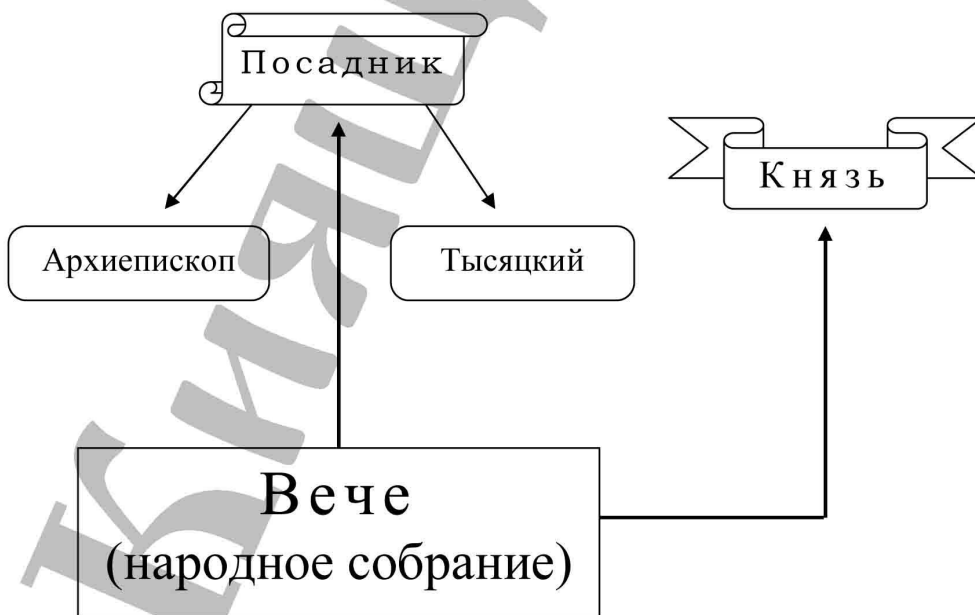 Посадник
Князь
Архиепископ
Тысяцкий
Вече
(народное собрание)